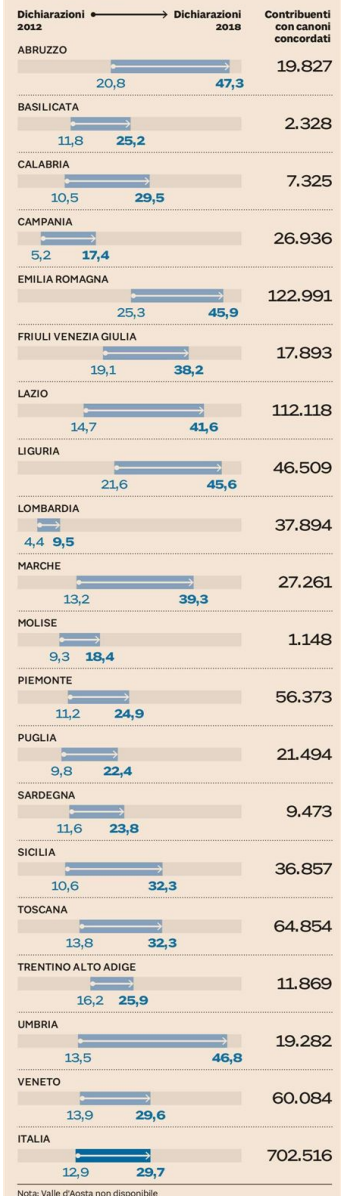 Dichiarazioni Dichiarazioni Contribuenti
2012 2018 con canoni
concordati
ABRUZZO
19.827
20,8 47,3
BASILICATA
2.328
11,8 25,2
CALABRIA
7.325
10,5 29,5
CAMPANIA
26.936
5,2 17,4
EMILIA ROMAGNA
122.991
25,3 45,9
FRIULI VENEZIA GIULIA
17.893
19,1 38,2
LAZIO
112.118
14,7 41,6
LIGURIA
46.509
21,6 45,6
LOMBARDIA
37.894
4,4 9,5
MARCHE
27.261
13,2 39,3
MOLISE
1.148
9,3 18,4
PIEMONTE
56.373
11,2 24,9
PUGLIA
21.494
9,8 22,4
SARDEGNA
9.473
11,6 23,8
SICILIA
36.857
10,6 32,3
TOSCANA
64.854
13,8 32,3
TRENTINO ALTO ADIGE
11.869
16,2 25,9
UMBRIA
19.282
13,5 46,8
VENETO
60.084
13,9 29,6
ITALIA
702.516
12,9 29,7
Nota: Valle d'Aosta non disponibile